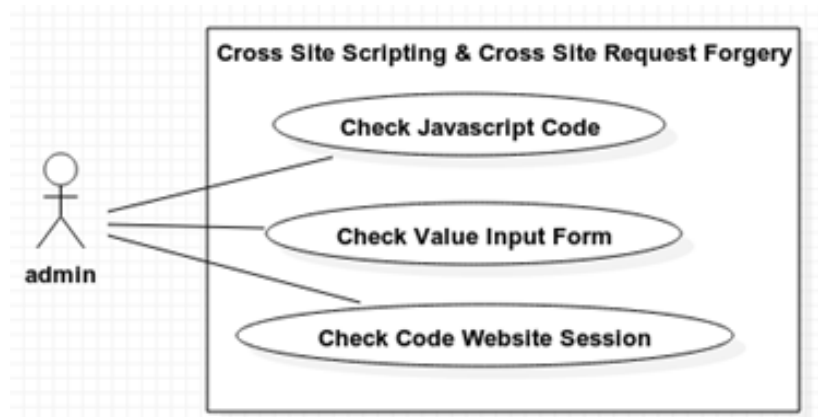 Cross Site Scripting & Cross Site Request Forgery
Check Javascript Code
Check Value Input Form
admin
Check Code Website Session